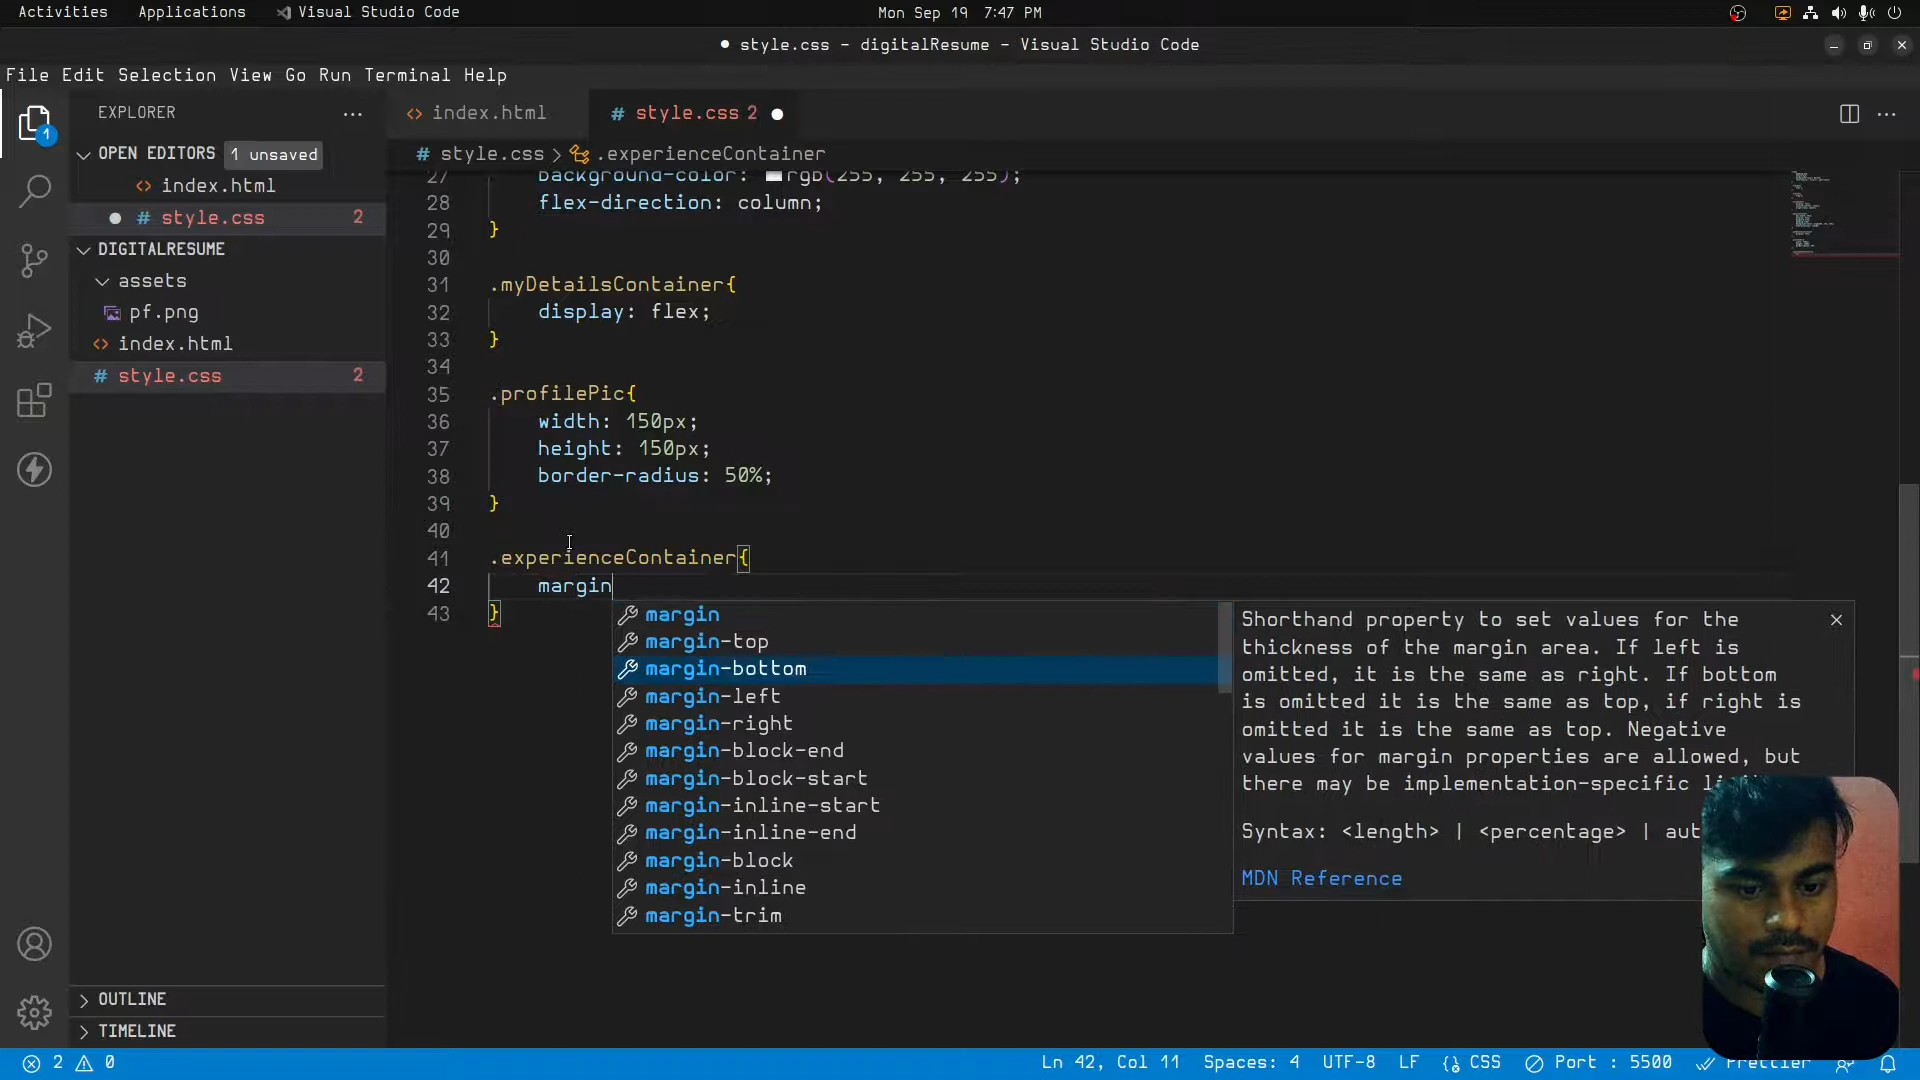 Activities Applications Visual Studio Code Mon Sep 19 7:47 PM
● style.css - digitalResume - Visual Studio Code
File Edit Selection View Go Run Terminal Help
EXPLORER ...
index.html
# style.css 2 ●
OPEN EDITORS 1 unsaved
index.html
● # style.css 2
DIGITALRESUME
assets
pf.png
index.html
# style.css 2
OUTLINE
TIMELINE
1
# style.css > .experienceContainer
27 background-color: rgb(255, 255, 255);
28 flex-direction: column;
29 }
30
31 .myDetailsContainer{
32 display: flex;
33 }
34
35 .profilePic{
36 width: 150px;
37 height: 150px;
38 border-radius: 50%;
39 }
40
41 .experienceContainer{
42 margin
43 }
margin
margin-top
margin-bottom
margin-left
margin-right
margin-block-end
margin-block-start
margin-inline-start
margin-inline-end
margin-block
margin-inline
margin-trim
Shorthand property to set values for the
thickness of the margin area. If left is
omitted, it is the same as right. If bottom
is omitted it is the same as top, if right is
omitted it is the same as top. Negative
values for margin properties are allowed, but
there may be implementation-specific
Syntax: <length> | <percentage> |
MDN Reference
2 0 Ln 42, Col 11 Spaces: 4 UTF-8 LF {} CSS Port : 5500 Prettier